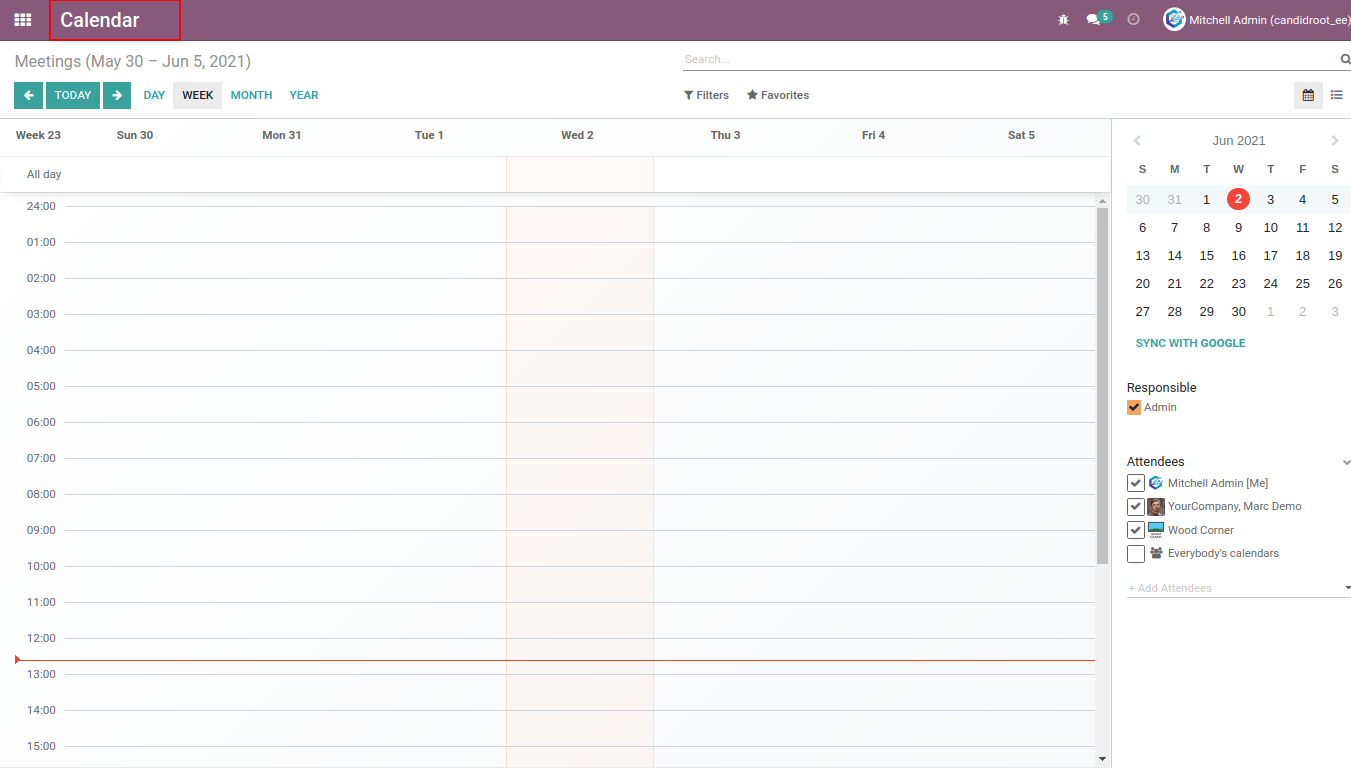 Calendar
5
Mitchell Admin (candidroot_ee)
Meetings (May 30 – Jun 5, 2021)
Search...
TODAY
DAY
WEEK
MONTH
YEAR
Filters
Favorites
Week 23
Sun 30
Mon 31
Tue 1
Wed 2
Thu 3
Fri 4
Sat 5
All day
24:00
01:00
02:00
03:00
04:00
05:00
06:00
07:00
08:00
09:00
10:00
11:00
12:00
13:00
14:00
15:00
Jun 2021
S M T W T F S
30 31 1 2 3 4 5
6 7 8 9 10 11 12
13 14 15 16 17 18 19
20 21 22 23 24 25 26
27 28 29 30 1 2 3
SYNC WITH GOOGLE
Responsible
Admin
Attendees
Mitchell Admin [Me]
YourCompany, Marc Demo
Wood Corner
Everybody's calendars
+ Add Attendees